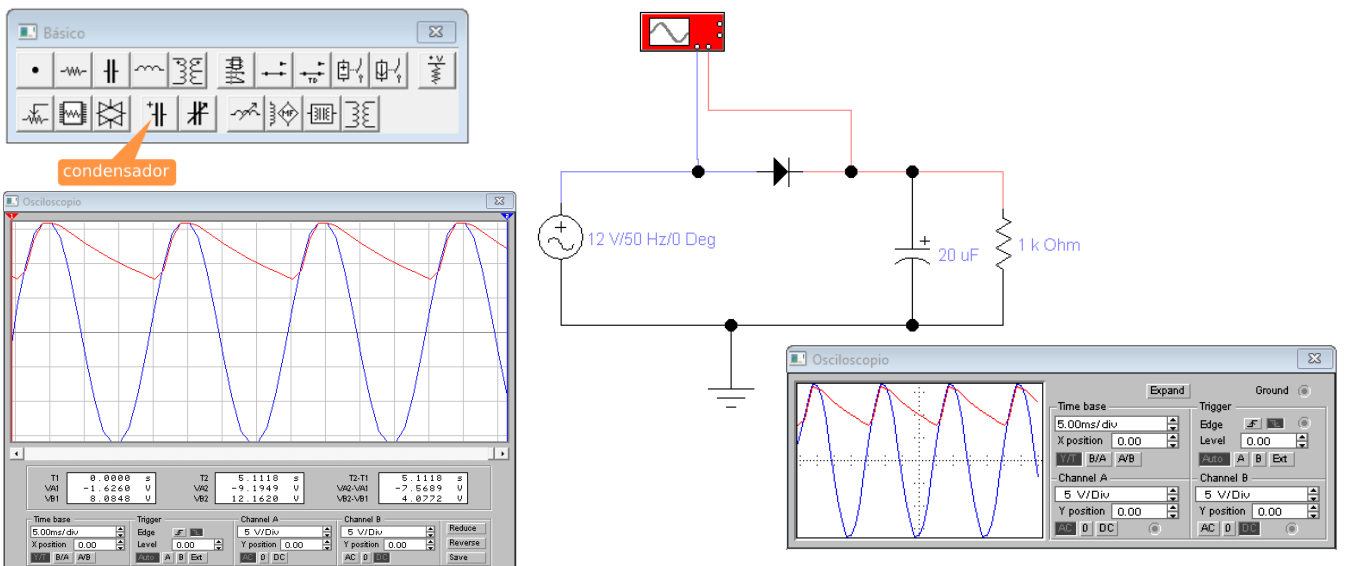 Básico
TD
+V
MF
condensador
Osciloscopio
1
2
T1 0.0000 s T2 5.1118 s T2-T1 5.1118 s
VA1 -1.6260 V VA2 -9.1949 V VA2-VA1 -7.5689 V
VB1 8.0848 V VB2 12.1620 V VB2-VB1 4.0772 V
Time base Trigger Channel A Channel B
5.00ms/div Edge 5 V/Div 5 V/Div Reduce
X position 0.00 Level 0.00 Y position 0.00 Y position 0.00 Reverse
Y/T B/A A/B Auto A B Ext AC 0 DC AC 0 DC Save
12 V/50 Hz/0 Deg
+
20 uF
1 k Ohm
Osciloscopio
Expand Ground
Time base Trigger
5.00ms/div Edge
X position 0.00 Level 0.00
Y/T B/A A/B Auto A B Ext
Channel A Channel B
5 V/Div 5 V/Div
Y position 0.00 Y position 0.00
AC 0 DC AC 0 DC